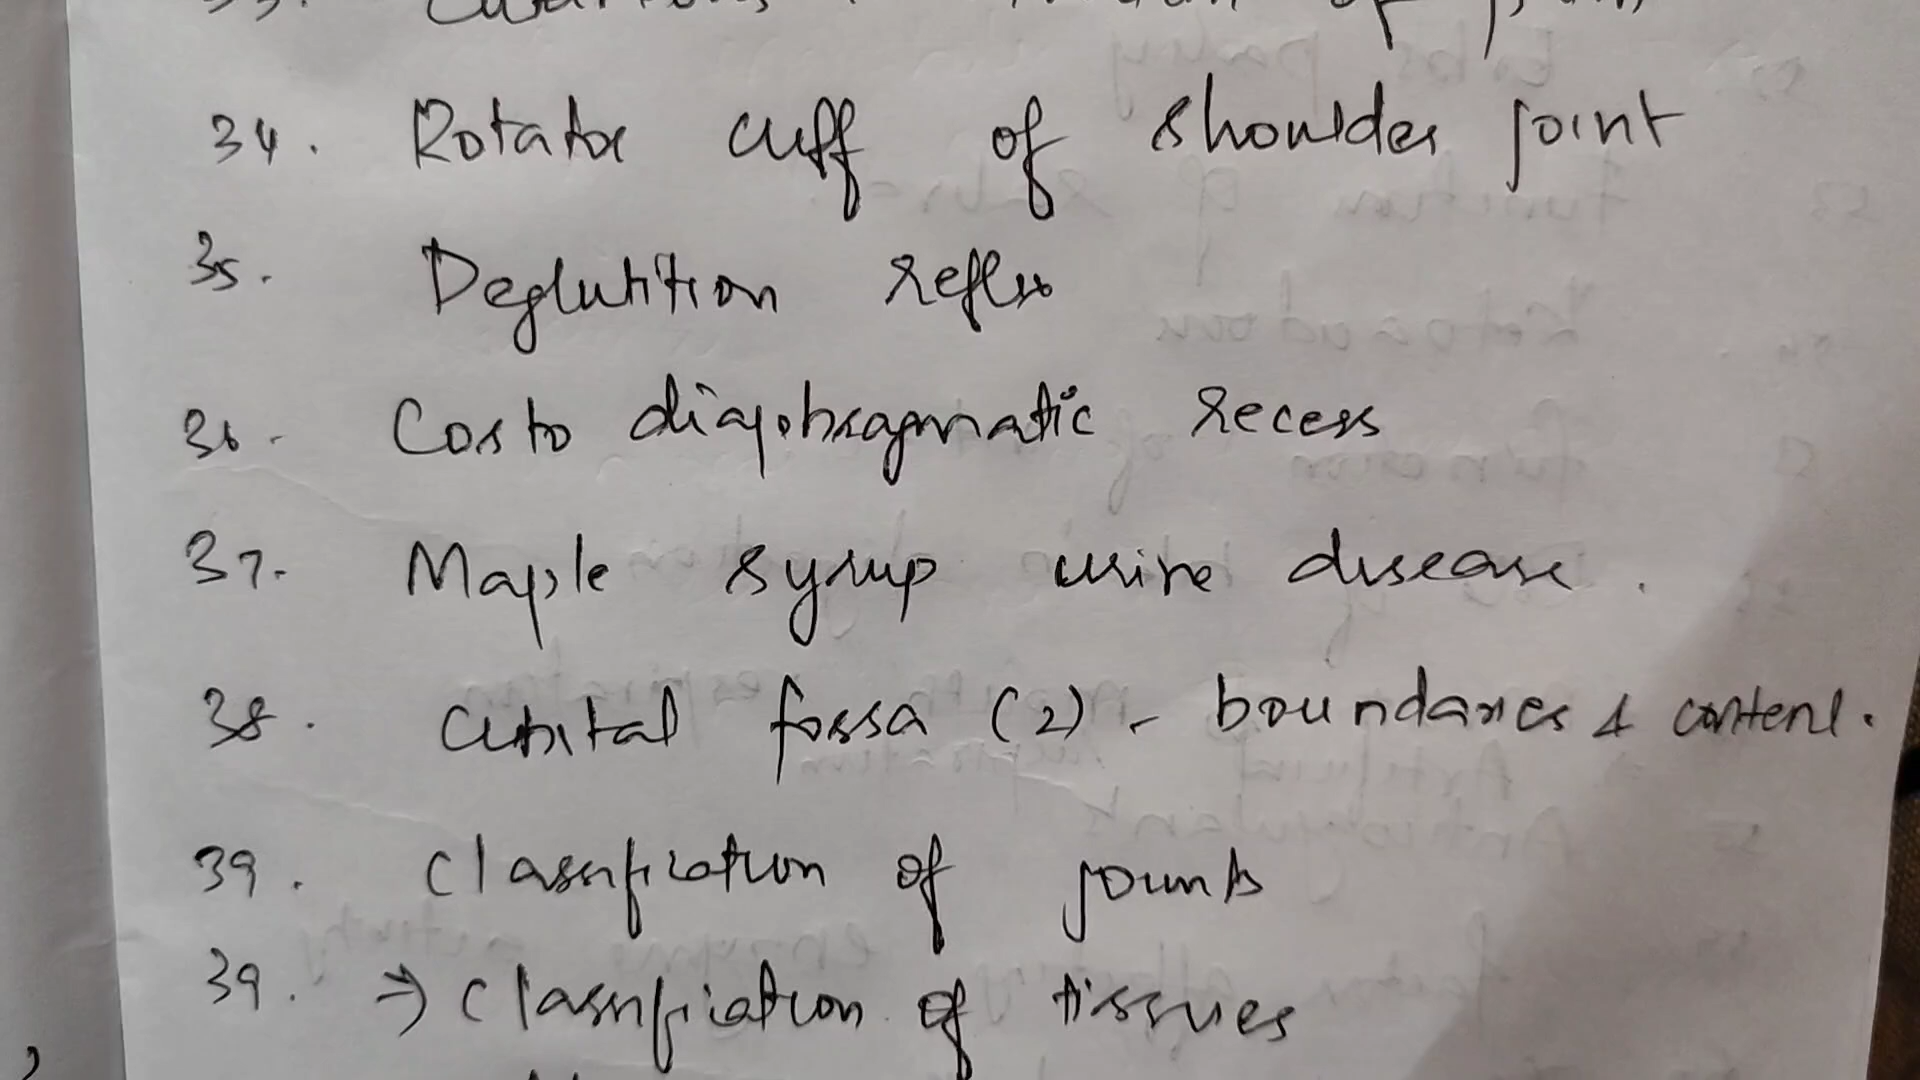 34. Rotator cuff of shoulder joint
35. Deglutition reflex
36. Costo diaphragmatic recess
37. Maple syrup urine disease.
38. Cubital fossa (2) - boundaries & content.
39. Classification of joints
39. → Classification of tissues